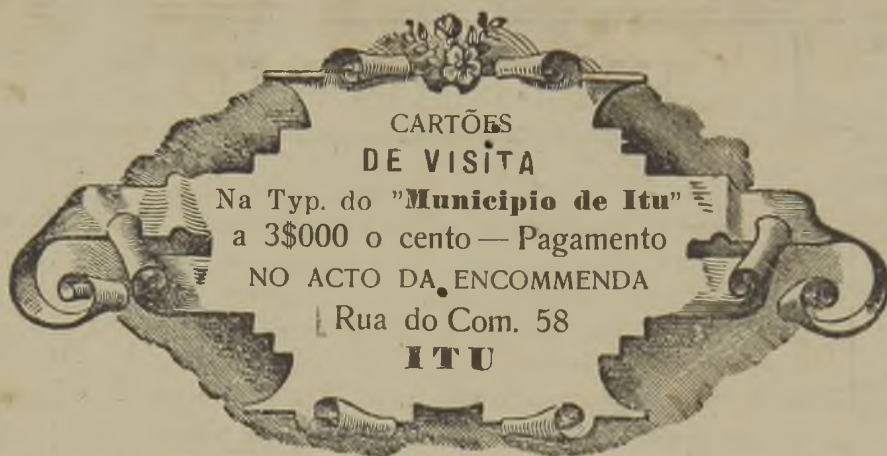 CARTÕES
DE VISITA
Na Typ. do "Municipio de Itu"
a 3$000 o cento — Pagamento
NO ACTO DA ENCOMMENDA
Rua do Com. 58
ITU